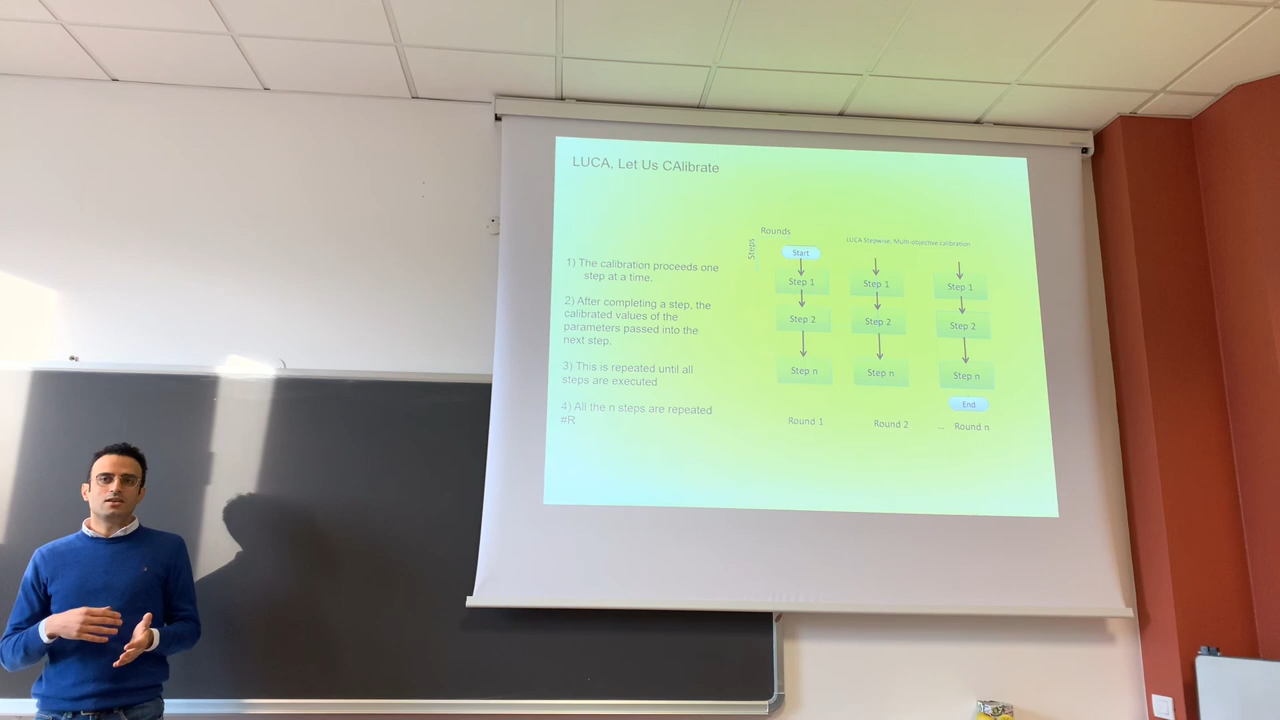 LUCA, Let Us CAlibrate
1) The calibration proceeds one
step at a time.
2) After completing a step, the
calibrated values of the
parameters passed into the
next step.
3) This is repeated until all
steps are executed
4) All the n steps are repeated
#R
Rounds
Steps
LUCA Stepwise, Multi-objective calibration
Start
Step 1
Step 2
Step n
Round 1
Step 1
Step 2
Step n
Round 2
Step 1
Step 2
Step n
End
... Round n